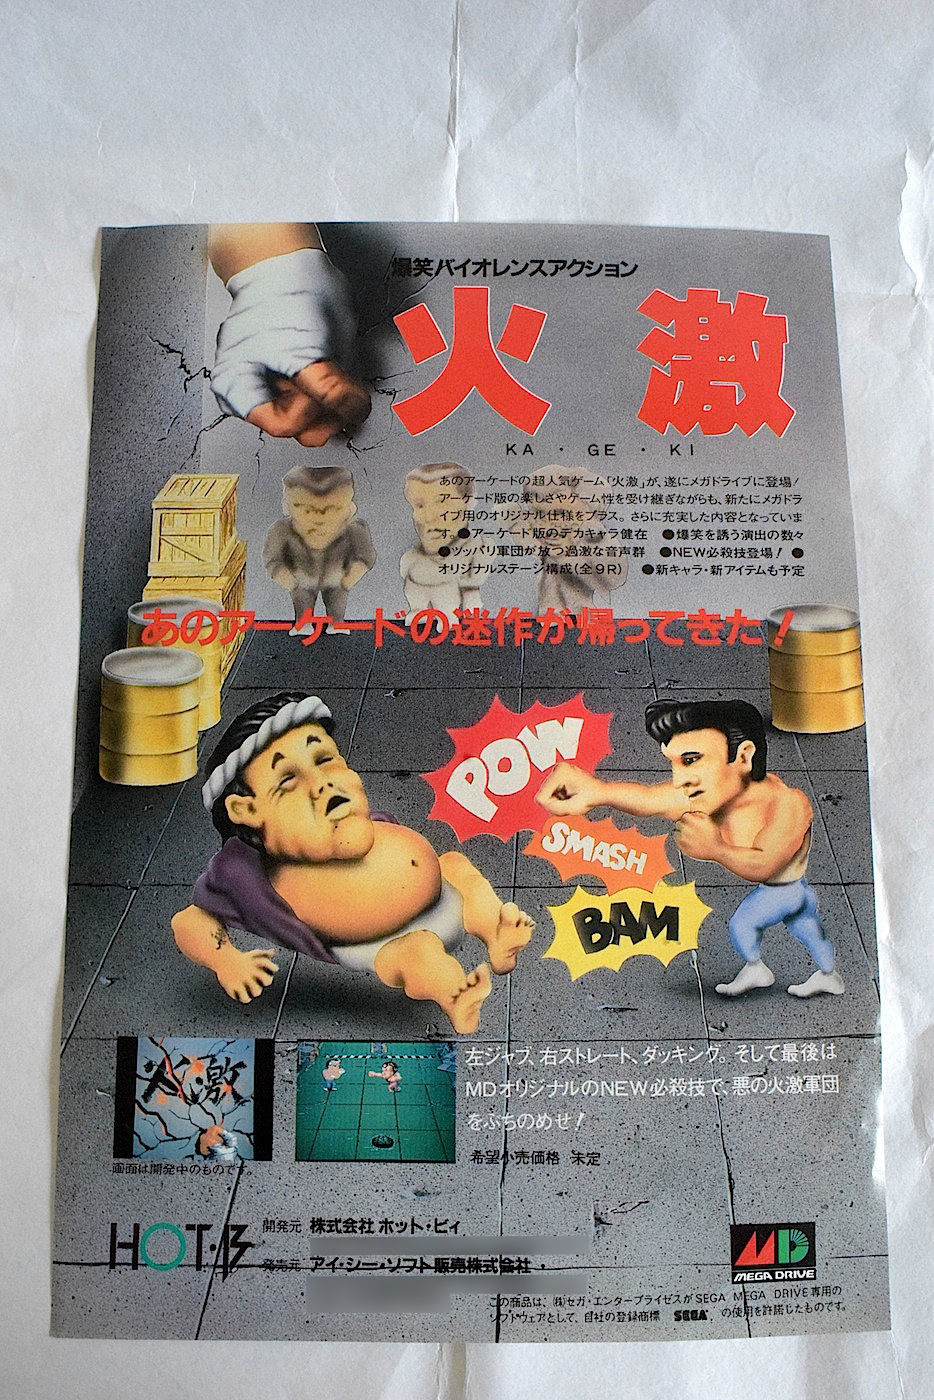 爆笑バイオレンスアクション
火 激
KA・GE・KI
あのアーケードの超人気ゲーム「火激」が、遂にメガドライブに登場!
アーケード版の楽しさやゲーム性を受け継ぎながらも、新たにメガドラ
イブ用のオリジナル仕様をプラス。さらに充実した内容となっていま
す。●アーケード版のデカキャラ健在 ●爆笑を誘う演出の数々
●ツッパリ軍団が放つ過激な音声群 ●NEW必殺技登場! ●
オリジナルステージ構成(全9R) ●新キャラ・新アイテムも予定
あのアーケードの迷作が帰ってきた!
POW
SMASH
BAM
火激
左ジャブ、右ストレート、ダッキング。そして最後は
MDオリジナルのNEW必殺技で、悪の火激軍団
をぶちのめせ!
希望小売価格 未定
画面は開発中のものです。
HOT・B
開発元 株式会社 ホット・ビィ
発売元 アイ・シー・ソフト販売株式会社
MD
MEGA DRIVE
この商品は、(株)セガ・エンタープライゼスがSEGA MEGA DRIVE専用の
ソフトウェアとして、自社の登録商標 SEGA の使用を許諾したものです。